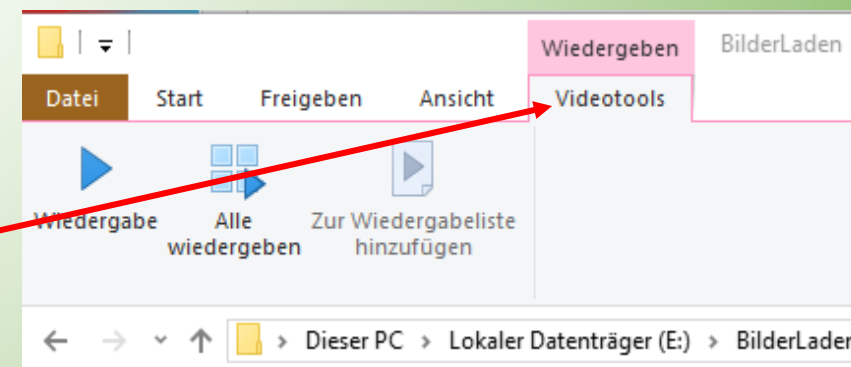 Wiedergeben BilderLaden
Datei Start Freigeben Ansicht Videotools
Wiedergabe Alle wiedergeben Zur Wiedergabeliste hinzufügen
Dieser PC > Lokaler Datenträger (E:) > BilderLaden